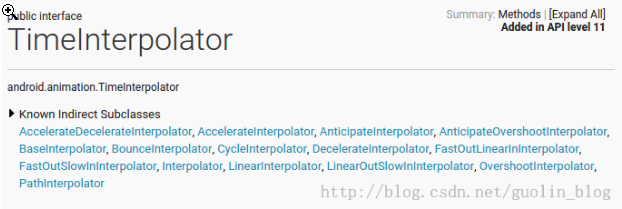 public interface
Summary: Methods | [Expand All]
TimeInterpolator
Added in API level 11
android.animation.TimeInterpolator
Known Indirect Subclasses
AccelerateDecelerateInterpolator, AccelerateInterpolator, AnticipateInterpolator, AnticipateOvershootInterpolator,
BaseInterpolator, BounceInterpolator, CycleInterpolator, DecelerateInterpolator, FastOutLinearInInterpolator,
FastOutSlowInInterpolator, Interpolator, LinearInterpolator, LinearOutSlowInInterpolator, OvershootInterpolator,
PathInterpolator
http://blog.csdn.net/guolin_blog